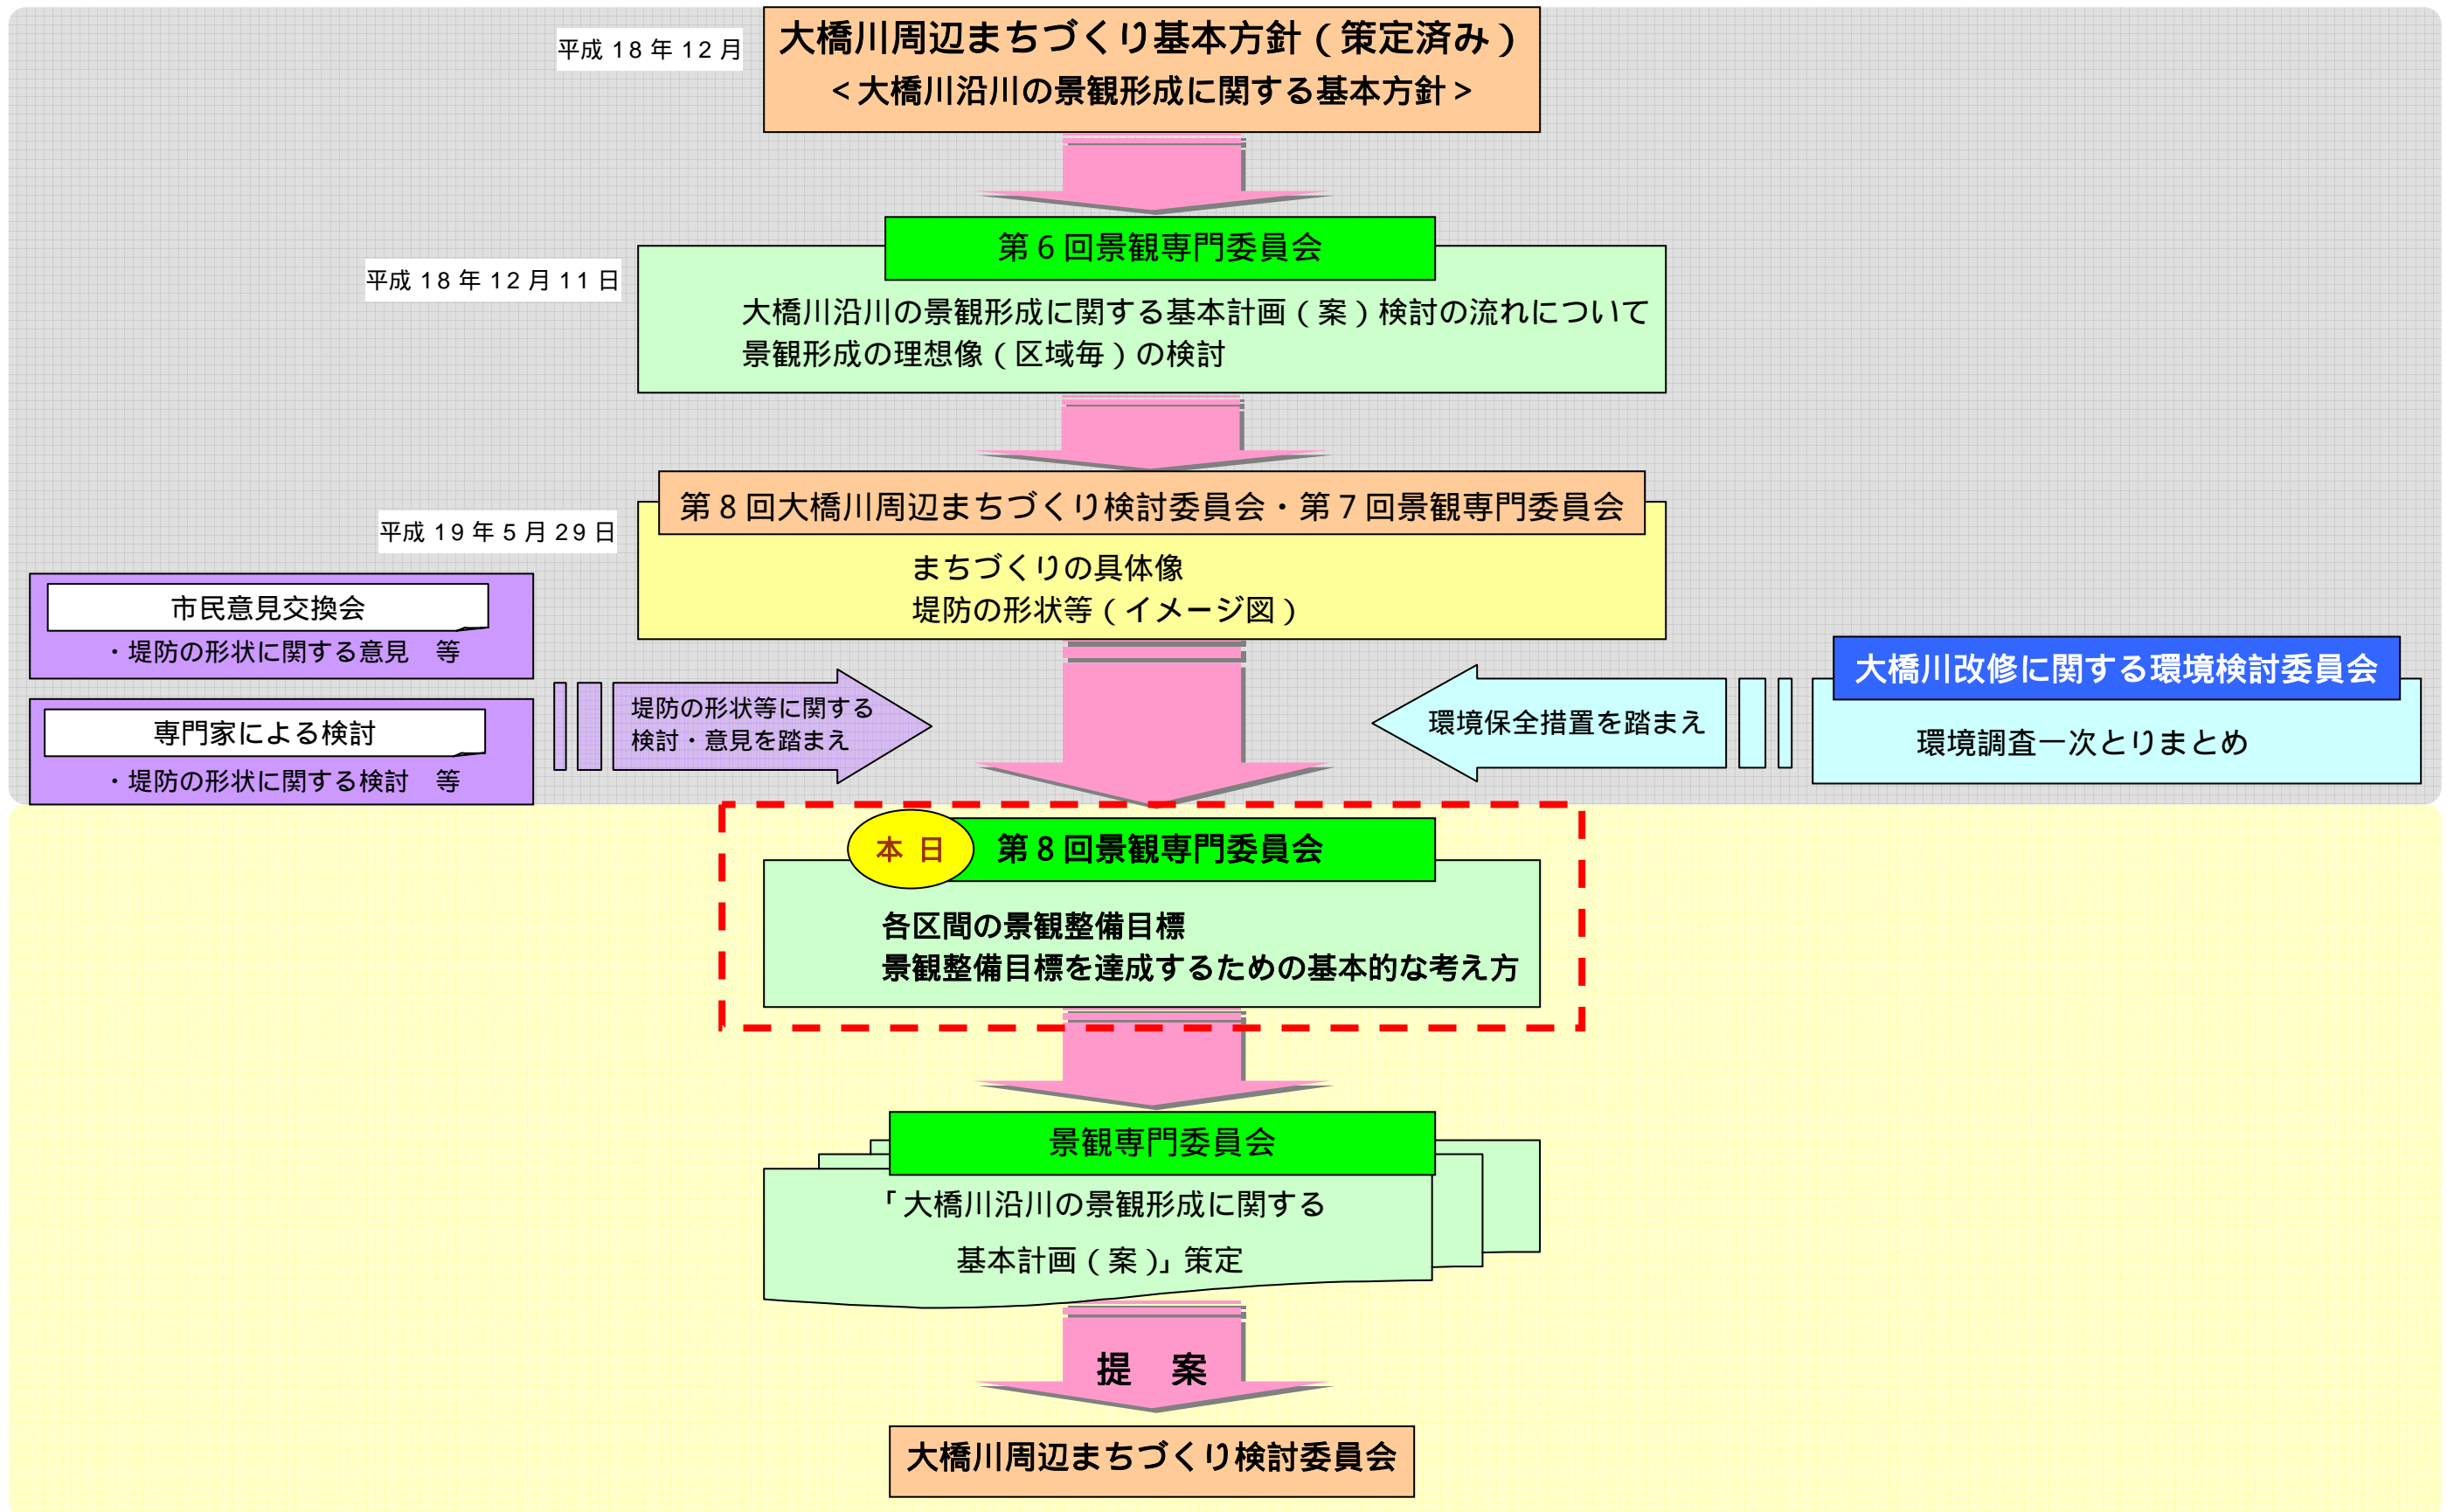 平成18年12月
大橋川周辺まちづくり基本方針（策定済み）
＜大橋川沿川の景観形成に関する基本方針＞
第6回景観専門委員会
平成18年12月11日
大橋川沿川の景観形成に関する基本計画（案）検討の流れについて
景観形成の理想像（区域毎）の検討
第8回大橋川周辺まちづくり検討委員会・第7回景観専門委員会
平成19年5月29日
まちづくりの具体像
堤防の形状等（イメージ図）
市民意見交換会
・堤防の形状に関する意見　等
専門家による検討
・堤防の形状に関する検討　等
堤防の形状等に関する
検討・意見を踏まえ
環境保全措置を踏まえ
大橋川改修に関する環境検討委員会
環境調査一次とりまとめ
本 日
第8回景観専門委員会
各区間の景観整備目標
景観整備目標を達成するための基本的な考え方
景観専門委員会
「大橋川沿川の景観形成に関する
基本計画（案）」策定
提　案
大橋川周辺まちづくり検討委員会